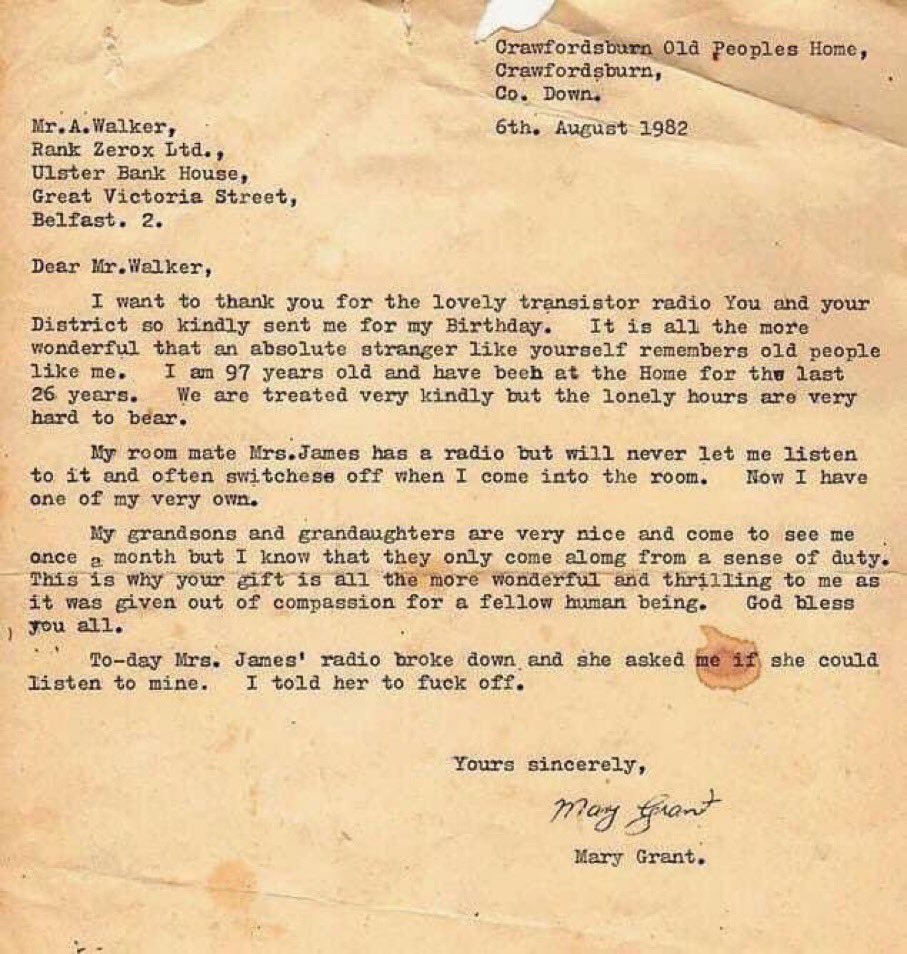 Crawfordsburn Old Peoples Home,
Crawfordsburn,
Co. Down.
6th. August 1982
Mr.A.Walker,
Rank Zerox Ltd.,
Ulster Bank House,
Great Victoria Street,
Belfast. 2.
Dear Mr.Walker,
I want to thank you for the lovely transistor radio You and your
District so kindly sent me for my Birthday. It is all the more
wonderful that an absolute stranger like yourself remembers old people
like me. I am 97 years old and have beeh at the Home for the last
26 years. We are treated very kindly but the lonely hours are very
hard to bear.
My room mate Mrs.James has a radio but will never let me listen
to it and often switchess off when I come into the room. Now I have
one of my very own.
My grandsons and grandaughters are very nice and come to see me
once a month but I know that they only come alomg from a sense of duty.
This is why your gift is all the more wonderful and thrilling to me as
it was given out of compassion for a fellow human being. God bless
you all.
To-day Mrs. James' radio broke down and she asked me if she could
listen to mine. I told her to fuck off.
Yours sincerely,
Mary Grant
Mary Grant.